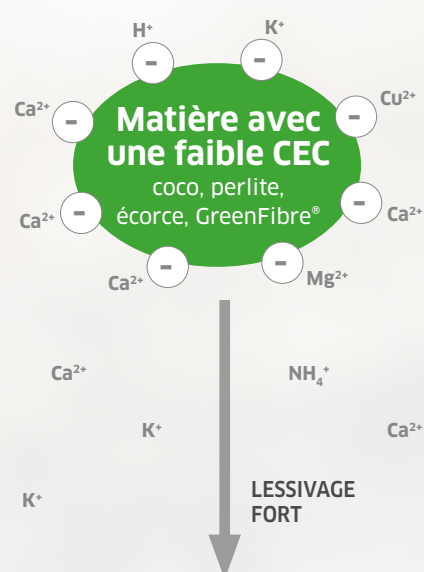 H⁺ K⁺
Ca²⁺ - - - - Cu²⁺
Matière avec
une faible CEC
coco, perlite,
écorce, GreenFibre®
Ca²⁺ - - Ca²⁺
Ca²⁺ - - Mg²⁺
Ca²⁺ NH₄⁺
K⁺ Ca²⁺
K⁺
LESSIVAGE
FORT